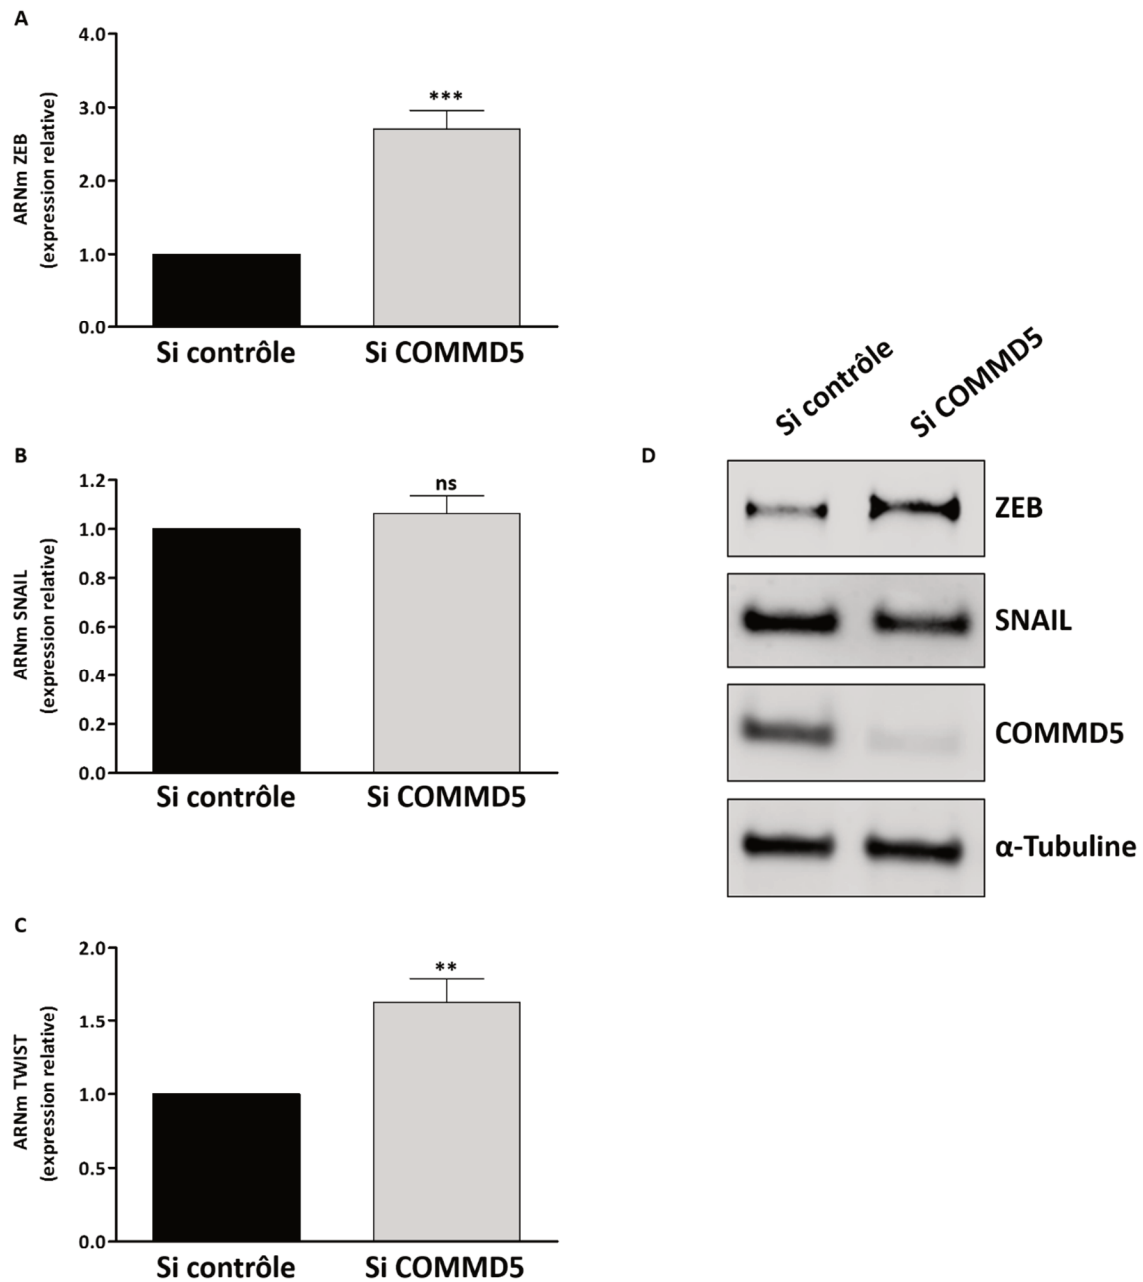 A
4.0
3.0
2.0
1.0
0.0
ARNm ZEB
(expression relative)
***
Si contrôle
Si COMMD5
B
1.2
1.0
0.8
0.6
0.4
0.2
0.0
ARNm SNAIL
(expression relative)
ns
Si contrôle
Si COMMD5
C
2.0
1.5
1.0
0.5
0.0
ARNm TWIST
(expression relative)
**
Si contrôle
Si COMMD5
D
Si contrôle
Si COMMD5
ZEB
SNAIL
COMMD5
α-Tubuline